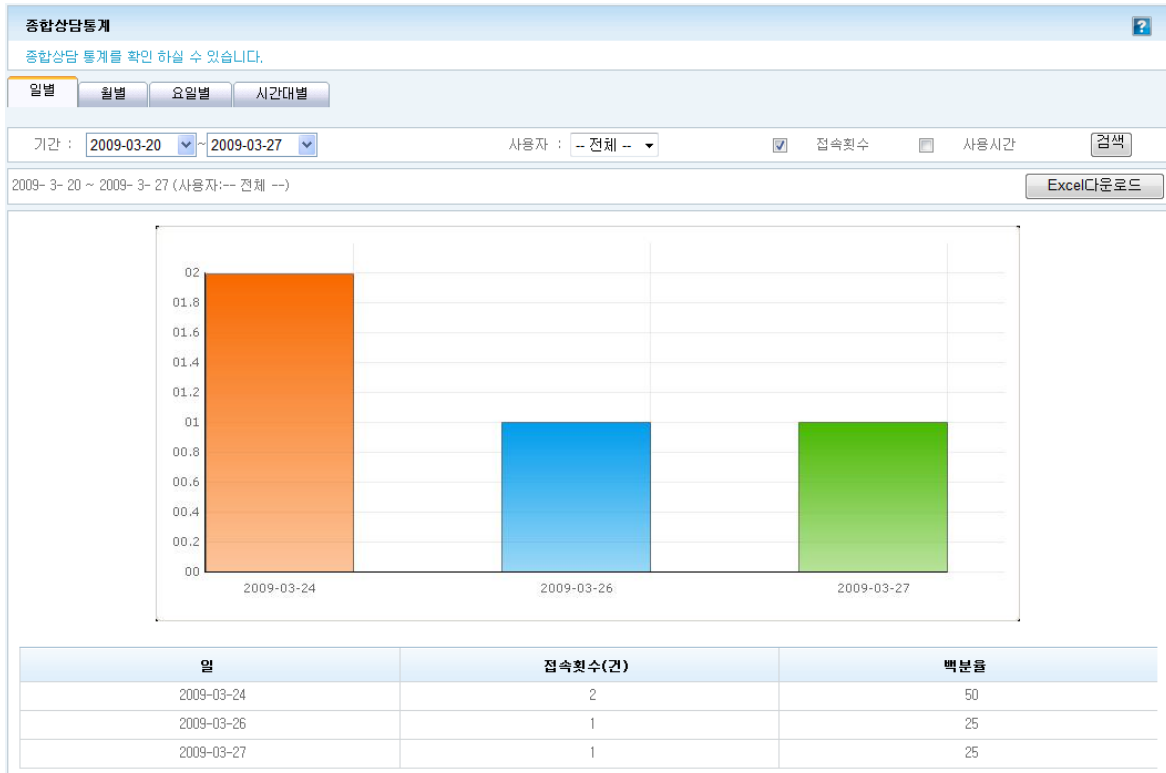 종합상담통계
?
종합상담 통계를 확인 하실 수 있습니다.
일별 월별 요일별 시간대별
기간 : 2009-03-20 ~ 2009-03-27 사용자 : -- 전체 -- 접속횟수 사용시간 검색
2009- 3- 20 ~ 2009- 3- 27 (사용자:-- 전체 --) Excel다운로드
02
01.8
01.6
01.4
01.2
01
00.8
00.6
00.4
00.2
00
2009-03-24 2009-03-26 2009-03-27
일 접속횟수(건) 백분율
2009-03-24 2 50
2009-03-26 1 25
2009-03-27 1 25